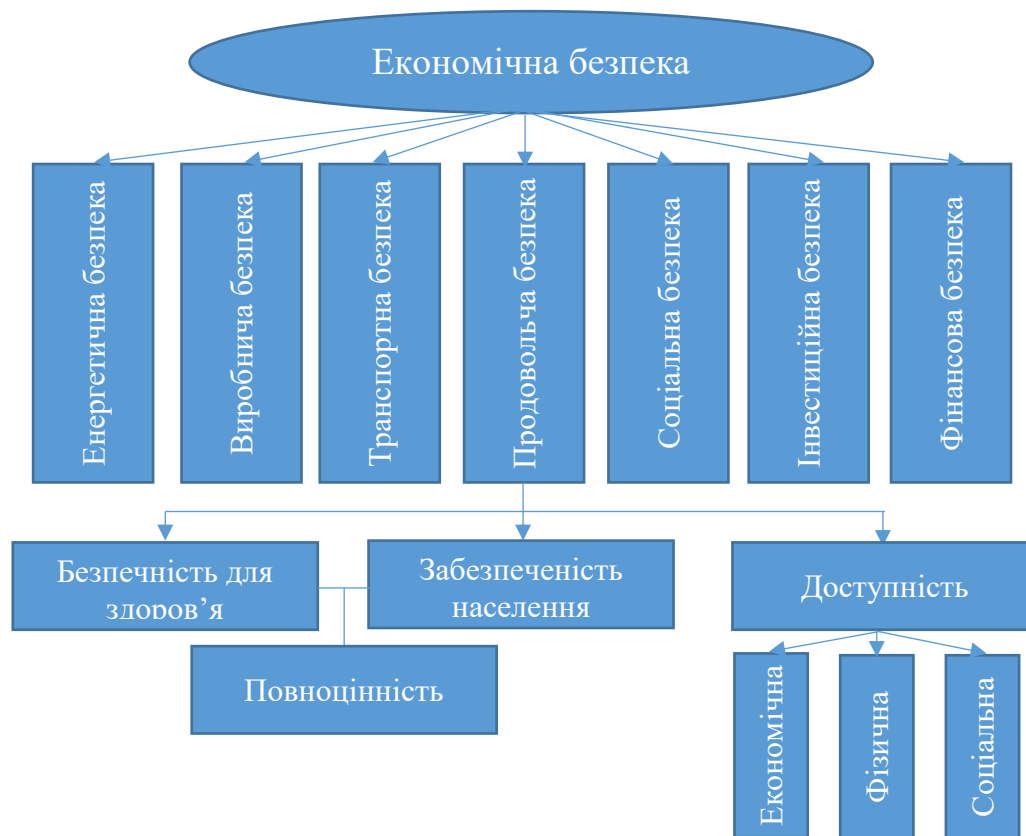 Економічна безпека
Енергетична безпека
Виробнича безпека
Транспортна безпека
Продовольча безпека
Соціальна безпека
Інвестиційна безпека
Фінансова безпека
Безпечність для
здоров’я
Забезпеченість
населення
Доступність
Повноцінність
Економічна
Фізична
Соціальна